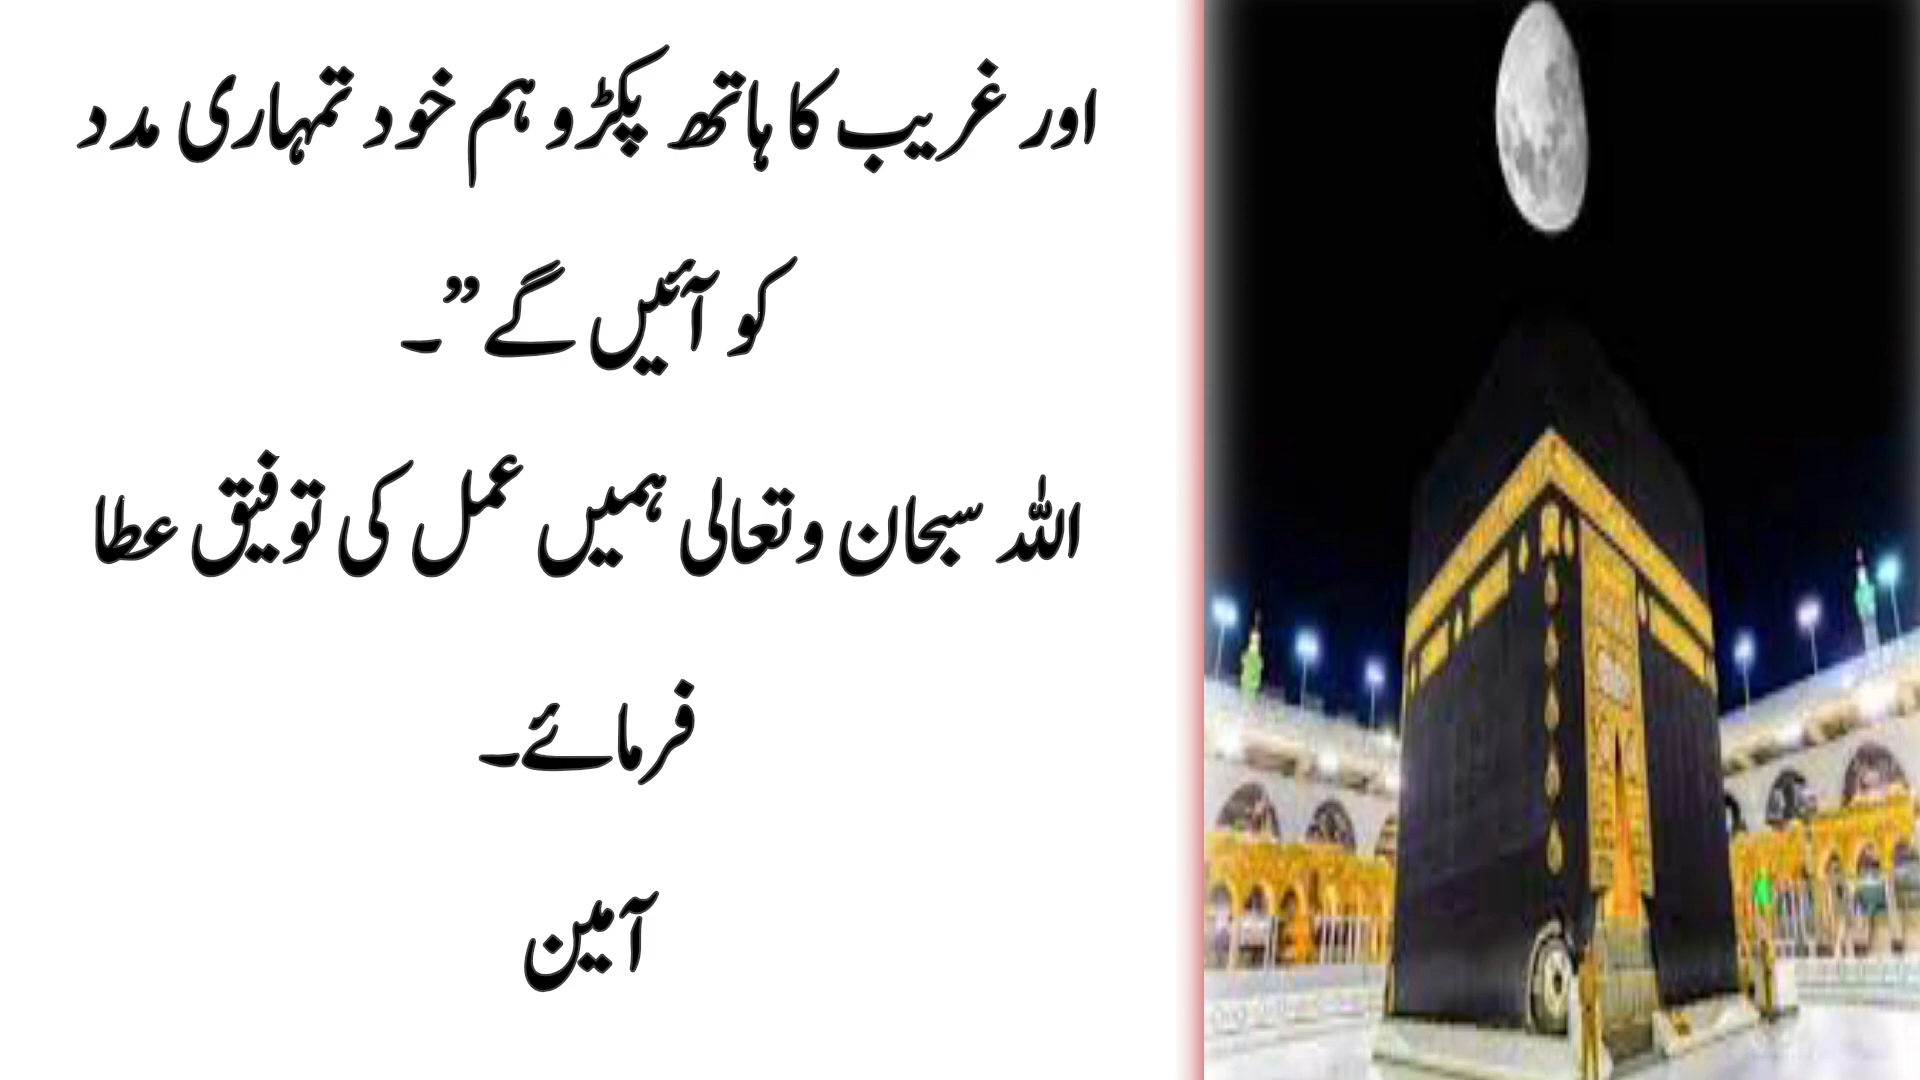 اور غریب کا ہاتھ پکڑو ہم خود تمہاری مدد
کو آئیں گے”۔
اللہ سبحان وتعالی ہمیں عمل کی توفیق عطا
فرمائے۔
آمین